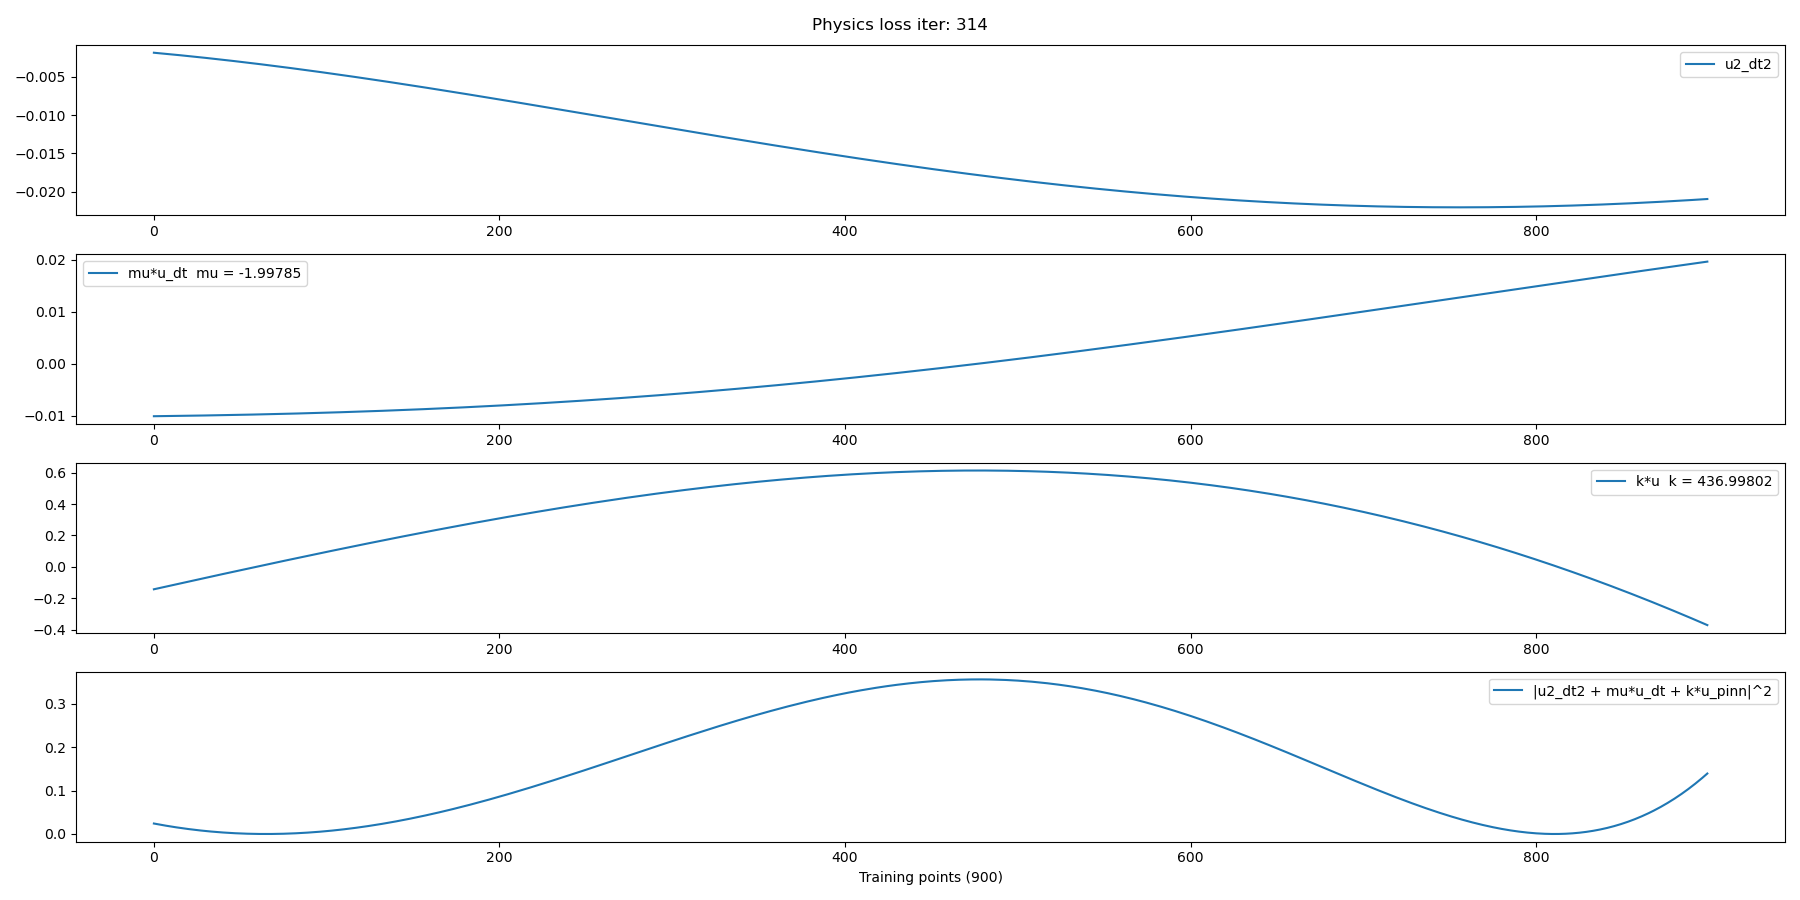 Physics loss iter: 314
−0.005
−0.010
−0.015
−0.020
u2_dt2
0 200 400 600 800
0.02
0.01
0.00
−0.01
mu*u_dt  mu = -1.99785
0 200 400 600 800
0.6
0.4
0.2
0.0
−0.2
−0.4
k*u  k = 436.99802
0 200 400 600 800
0.3
0.2
0.1
0.0
|u2_dt2 + mu*u_dt + k*u_pinn|^2
0 200 400 600 800
Training points (900)